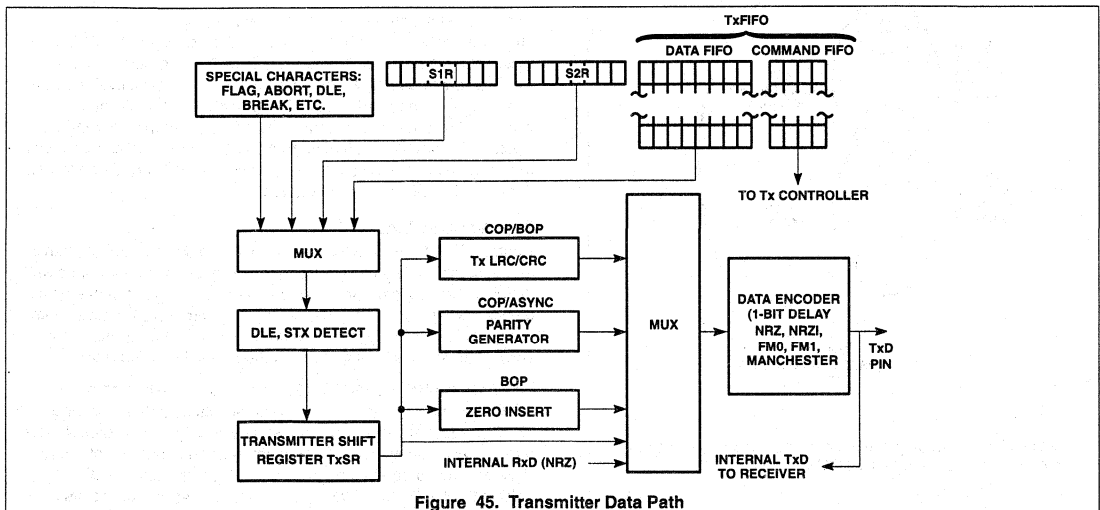 TxFIFO
DATA FIFO COMMAND FIFO
SPECIAL CHARACTERS:
FLAG, ABORT, DLE,
BREAK, ETC.
S1R
S2R
TO Tx CONTROLLER
MUX
DLE, STX DETECT
TRANSMITTER SHIFT
REGISTER TxSR
COP/BOP
Tx LRC/CRC
COP/ASYNC
PARITY
GENERATOR
BOP
ZERO INSERT
INTERNAL RxD (NRZ)
MUX
DATA ENCODER
(1-BIT DELAY
NRZ, NRZI,
FM0, FM1,
MANCHESTER
TxD
PIN
INTERNAL TxD
TO RECEIVER
Figure 45. Transmitter Data Path